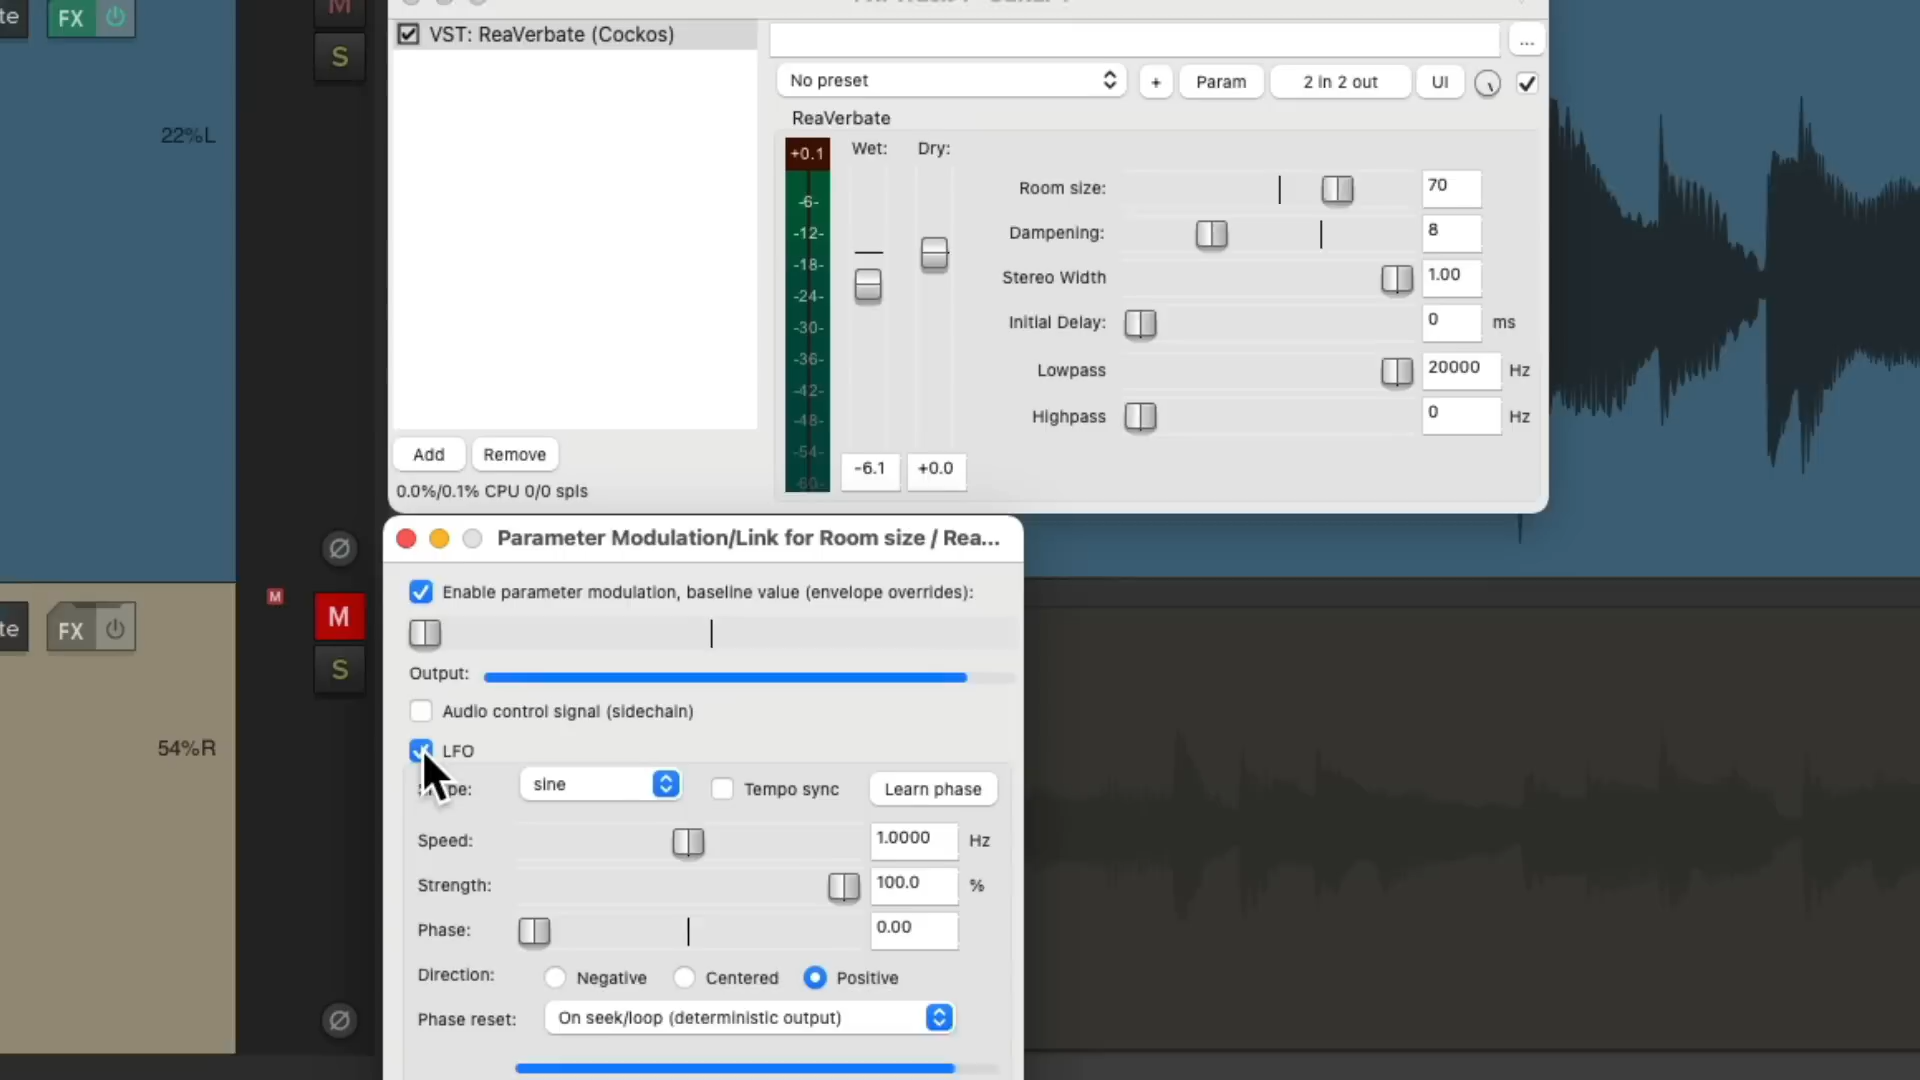 te
FX
M
S
VST: ReaVerbate (Cockos)
...
No preset
+
Param
2 in 2 out
UI
22%L
ReaVerbate
+0.1
Wet:
Dry:
-6-
-12-
-18-
-24-
-30-
-36-
-42-
-48-
-54-
-60-
-6.1
+0.0
Room size:
70
Dampening:
8
Stereo Width
1.00
Initial Delay:
0
ms
Lowpass
20000
Hz
Highpass
0
Hz
Add
Remove
0.0%/0.1% CPU 0/0 spls
Parameter Modulation/Link for Room size / Rea...
Enable parameter modulation, baseline value (envelope overrides):
te
FX
M
M
S
54%R
Output:
Audio control signal (sidechain)
LFO
sine
Tempo sync
Learn phase
Speed:
1.0000
Hz
Strength:
100.0
%
Phase:
0.00
Direction:
Negative
Centered
Positive
Phase reset:
On seek/loop (deterministic output)